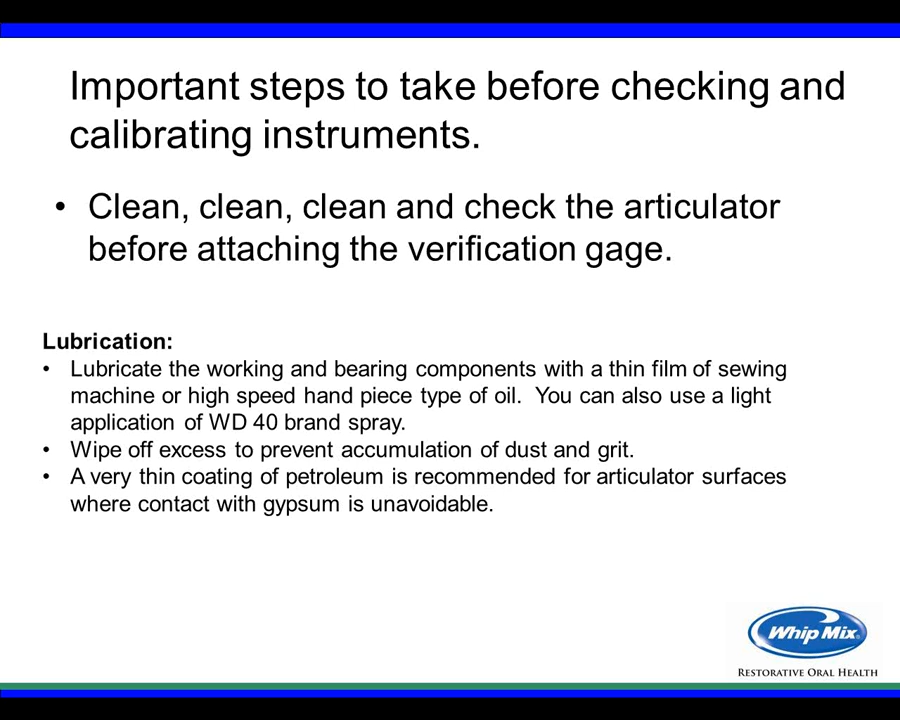 Important steps to take before checking and
calibrating instruments.
• Clean, clean, clean and check the articulator
before attaching the verification gage.
Lubrication:
• Lubricate the working and bearing components with a thin film of sewing
machine or high speed hand piece type of oil.  You can also use a light
application of WD 40 brand spray.
• Wipe off excess to prevent accumulation of dust and grit.
• A very thin coating of petroleum is recommended for articulator surfaces
where contact with gypsum is unavoidable.
Whip Mix®
RESTORATIVE ORAL HEALTH